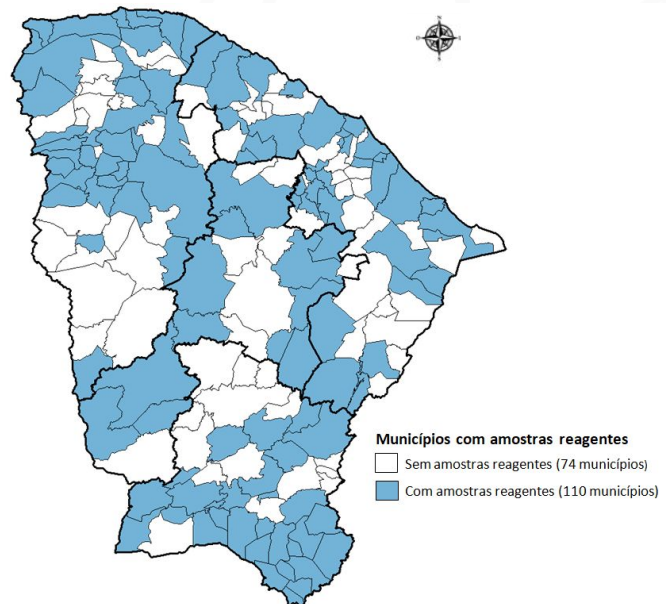 N
Municípios com amostras reagentes
Sem amostras reagentes (74 municípios)
Com amostras reagentes (110 municípios)